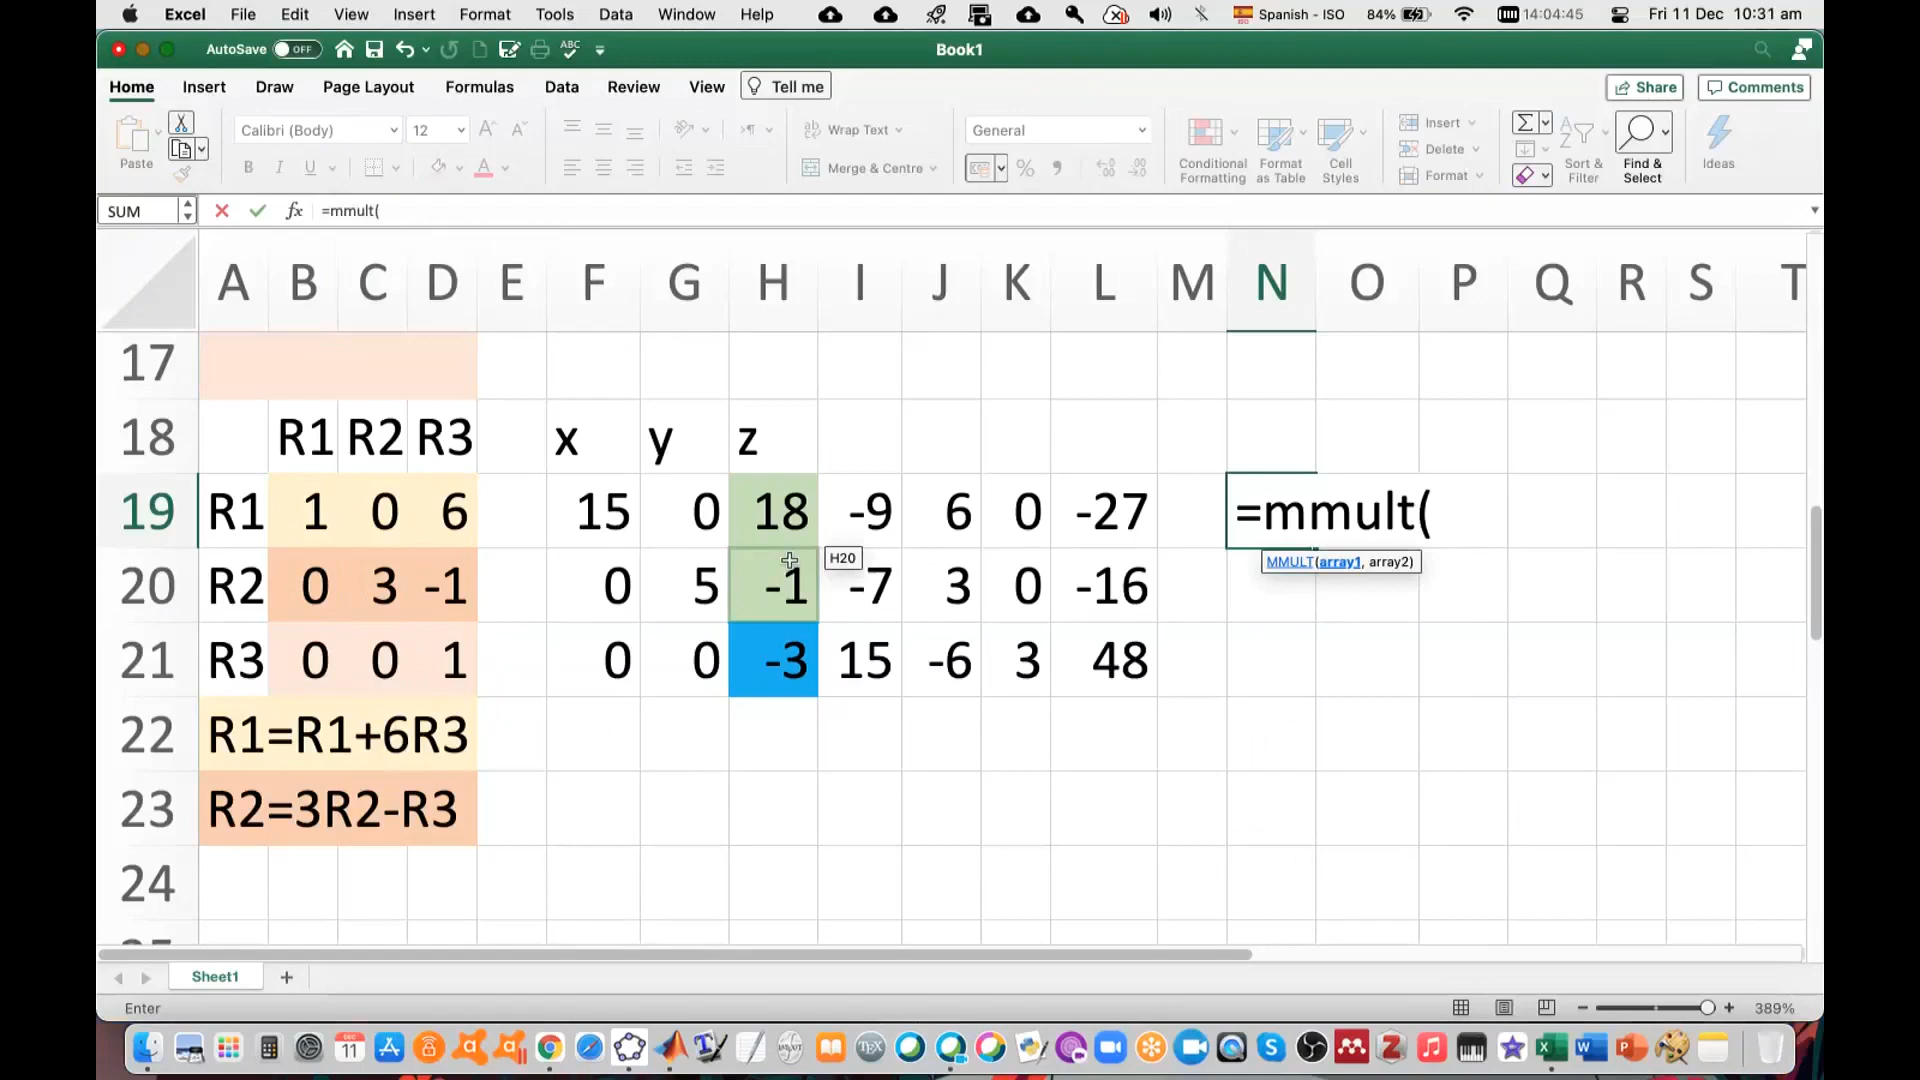 Excel File Edit View Insert Format Tools Data Window Help Spanish - ISO 84% 14:04:45 Fri 11 Dec 10:31 am
AutoSave OFF ABC Book1
Home Insert Draw Page Layout Formulas Data Review View Tell me Share Comments
Paste Calibri (Body) 12 A^ A B I U A ab Wrap Text Merge & Centre General % Conditional Formatting Format as Table Cell Styles Insert Delete Format Sort & Filter Find & Select Ideas
SUM fx =mmult(
A B C D E F G H I J K L M N O P Q R S T
17
18 R1 R2 R3 x y z
19 R1 1 0 6 15 0 18 -9 6 0 -27 =mmult(
MMULT(array1, array2)
H20
20 R2 0 3 -1 0 5 -1 -7 3 0 -16
21 R3 0 0 1 0 0 -3 15 -6 3 48
22 R1=R1+6R3
23 R2=3R2-R3
24
Sheet1 +
Enter 389%